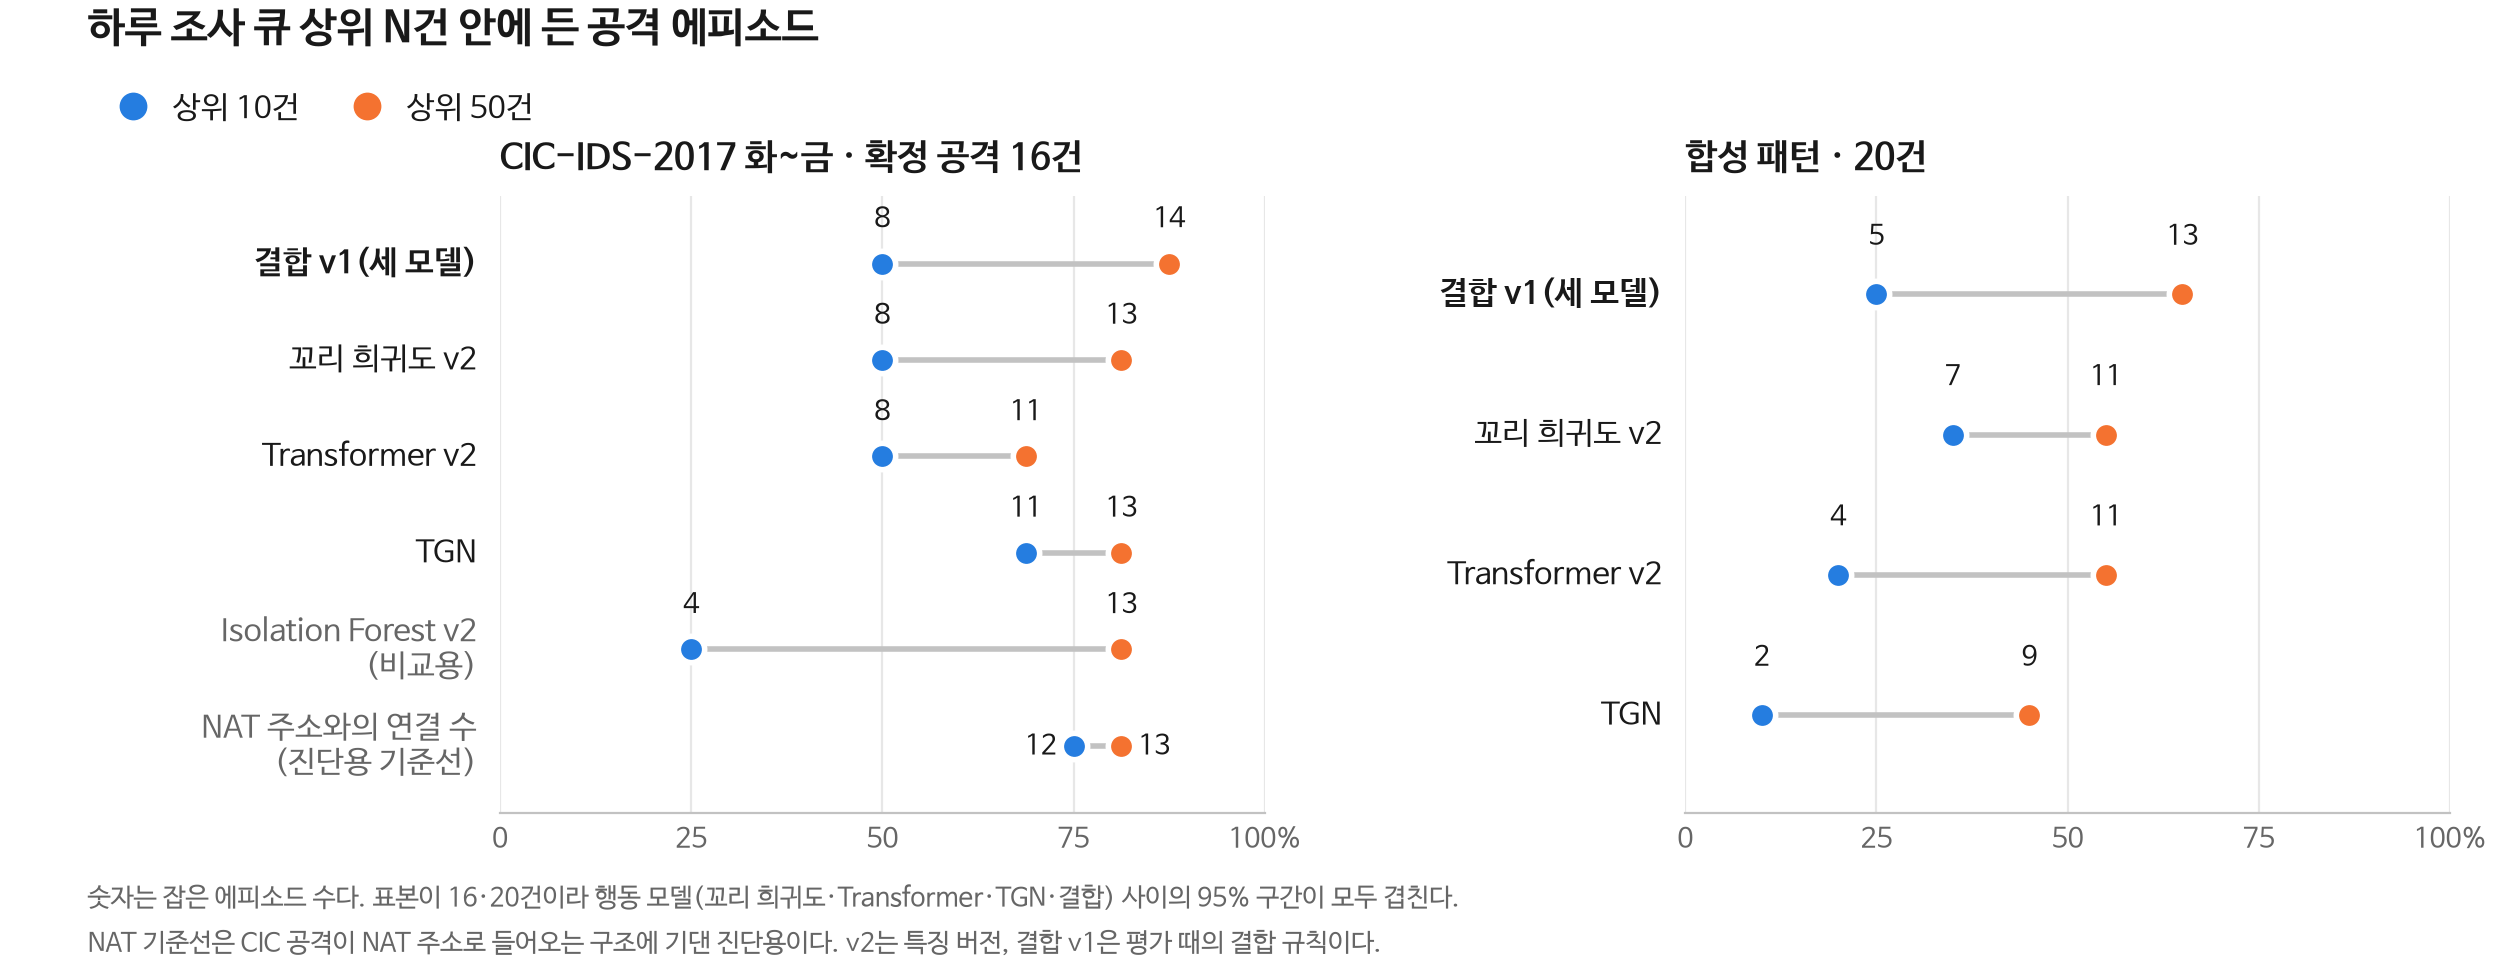 하루 조사 큐 상위 N건 안에 든 공격 에피소드
상위 10건 상위 50건
CIC-IDS-2017 화~금 · 확정 공격 16건
8 14
결합 v1(세 모델)
8 13
꼬리 희귀도 v2
8 11
Transformer v2
11 13
TGN
4 13
Isolation Forest v2
(비교용)
NAT 주소와의 연결 수
(진단용 기준선)
12 13
0 25 50 75 100%
합성 패턴 · 20건
5 13
결합 v1(세 모델)
7 11
꼬리 희귀도 v2
4 11
Transformer v2
2 9
TGN
0 25 50 75 100%
숫자는 잡은 에피소드 수다. 표본이 16·20건이라 행동 모델(꼬리 희귀도·Transformer·TGN·결합) 사이의 95% 구간이 모두 겹친다.
NAT 기준선은 CIC 공격이 NAT 주소로 들어오는 구조에 기댄 진단용이다. v2는 특징 버전, 결합 v1은 평가 때의 결합 규칙이다.